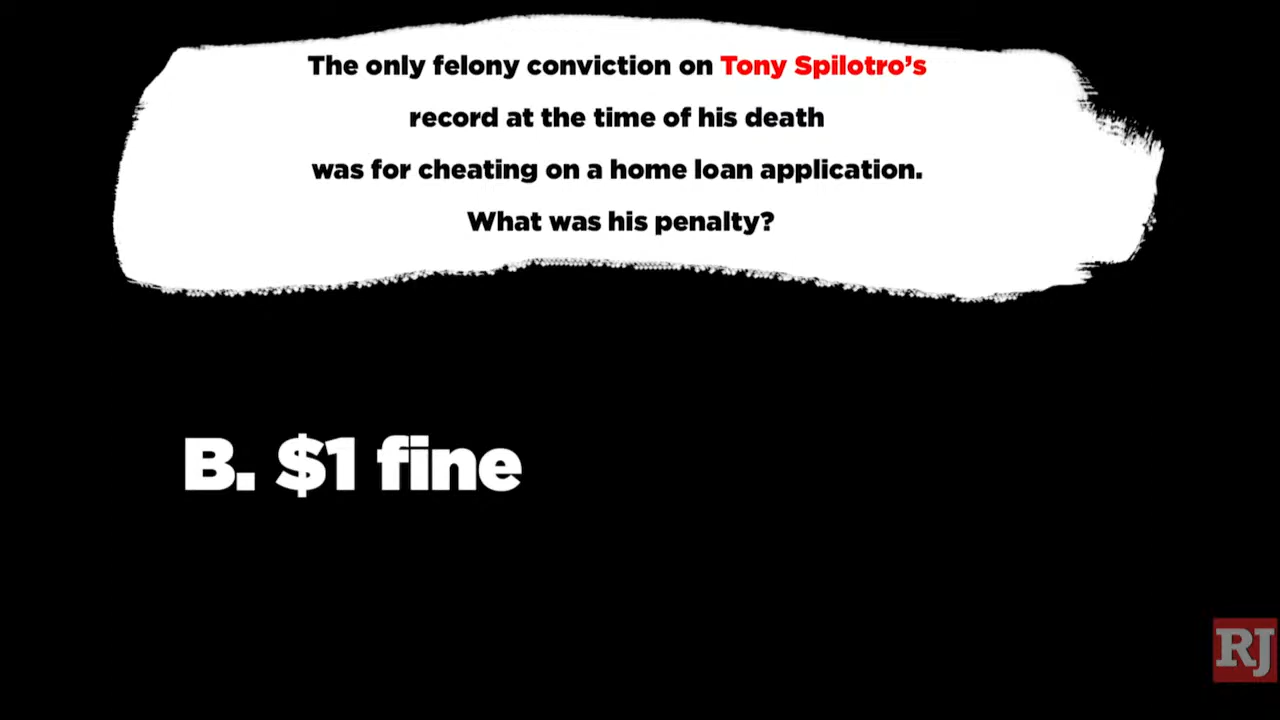 The only felony conviction on Tony Spilotro's
record at the time of his death
was for cheating on a home loan application.
What was his penalty?
B. $1 fine
RJ